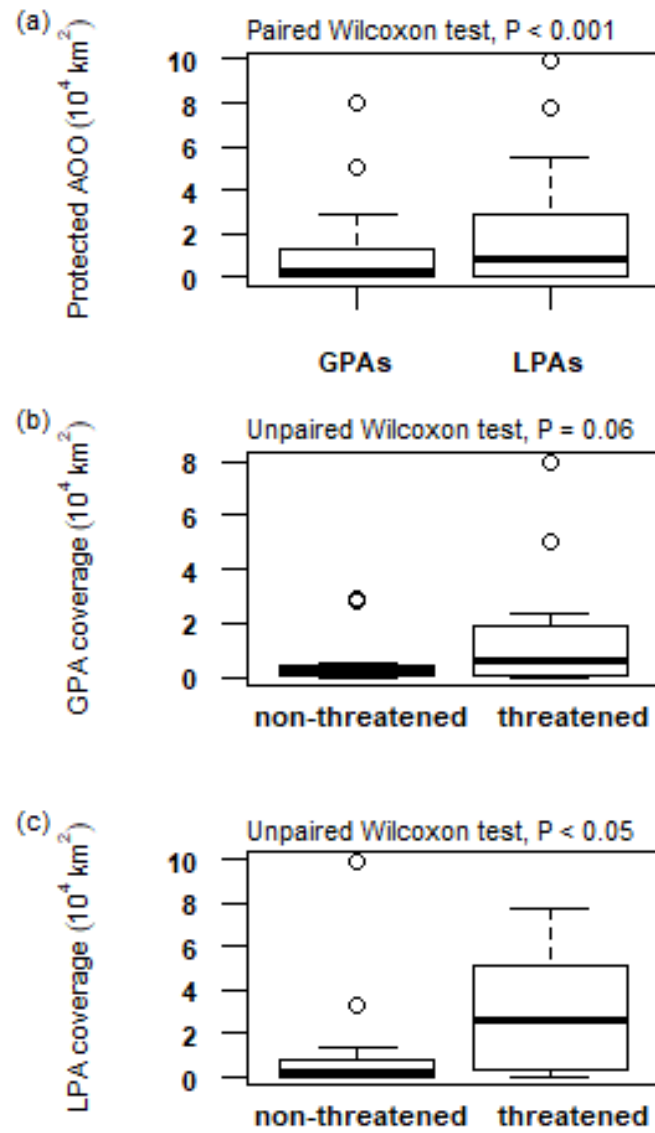 (a)
Paired Wilcoxon test, P < 0.001
Protected AOO (10⁴ km²)
10
8
6
4
2
0
GPAs LPAs
(b)
Unpaired Wilcoxon test, P = 0.06
GPA coverage (10⁴ km²)
8
6
4
2
0
non-threatened threatened
(c)
Unpaired Wilcoxon test, P < 0.05
LPA coverage (10⁴ km²)
10
8
6
4
2
0
non-threatened threatened